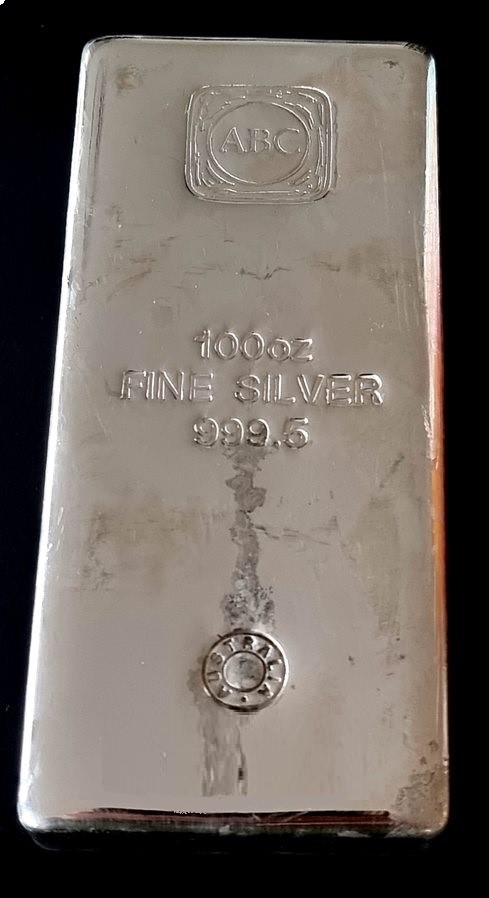 ABC
100oz
FINE SILVER
999.5
AUSTRALIA